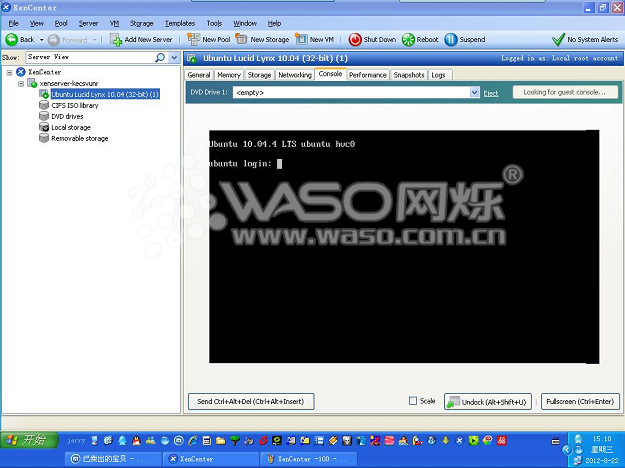 XenCenter
File View Pool Server VM Storage Templates Tools Window Help
Back Forward Add New Server New Pool New Storage New VM Shut Down Reboot Suspend No System Alerts
Show: Server View
Ubuntu Lucid Lynx 10.04 (32-bit) (1) Logged in as: Local root account
XenCenter
xenserver-kecsvunr
Ubuntu Lucid Lynx 10.04 (32-bit) (1)
CIFS ISO library
DVD drives
Local storage
Removable storage
General Memory Storage Networking Console Performance Snapshots Logs
DVD Drive 1: <empty> Eject Looking for guest console...
Ubuntu 10.04.4 LTS ubuntu hvc0
ubuntu login:
WASO网烁®
www.waso.com.cn
Send Ctrl+Alt+Del (Ctrl+Alt+Insert) Scale Undock (Alt+Shift+U) Fullscreen (Ctrl+Enter)
开始 jerry
已卖出的宝贝 - ... XenCenter XenCenter -100 -...
15:10
星期三
2012-8-22